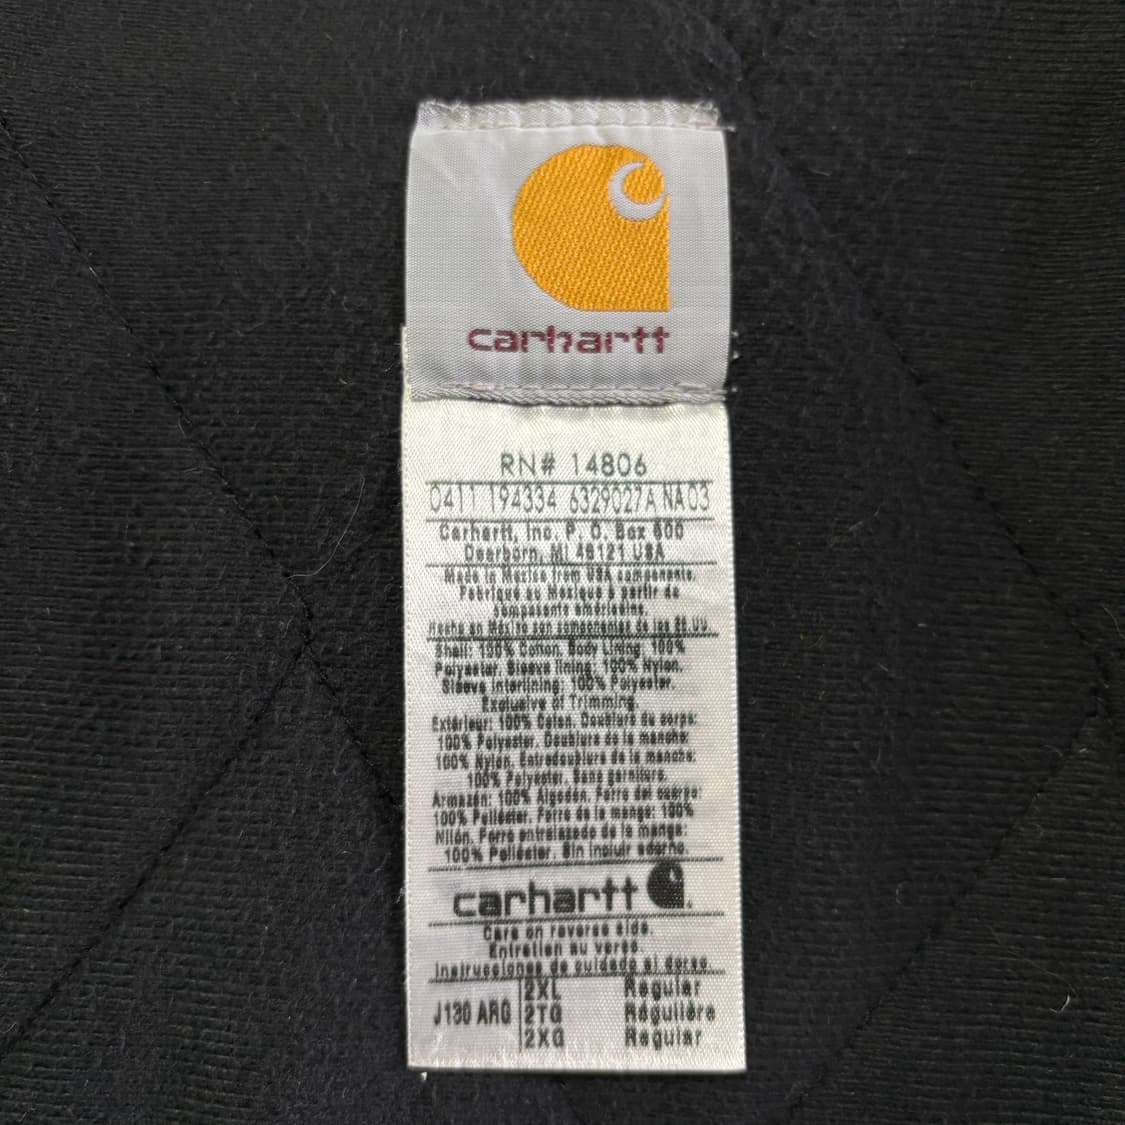 carhartt
RN# 14806
0411 194334 6329027A NA03
Carhartt, Inc. P. O. Box 600
Dearborn, MI 48121 USA
Made in Mexico from USA components.
Fabriqué au Mexique à partir de
composants américains.
Hecho en México con componentes de los EE.UU.
Shell: 100% Cotton. Body Lining: 100%
Polyester. Sleeve lining: 100% Nylon.
Sleeve Interlining: 100% Polyester.
Exclusive of Trimming.
Extérieur: 100% Coton. Doublure du corps:
100% Polyester. Doublure de la manche:
100% Nylon. Entredoublure de la manche:
100% Polyester. Sans garniture.
Armazón: 100% Algodón. Forro del cuerpo:
100% Poliéster. Forro de la manga: 100%
Nilón. Forro entrelazado de la manga:
100% Poliéster. Sin incluir adorno.
carhartt
Care on reverse side.
Entretien au verso.
Instrucciones de cuidado al dorso.
J130 ARG 2XL Regular
2TG Régulière
2XG Regular